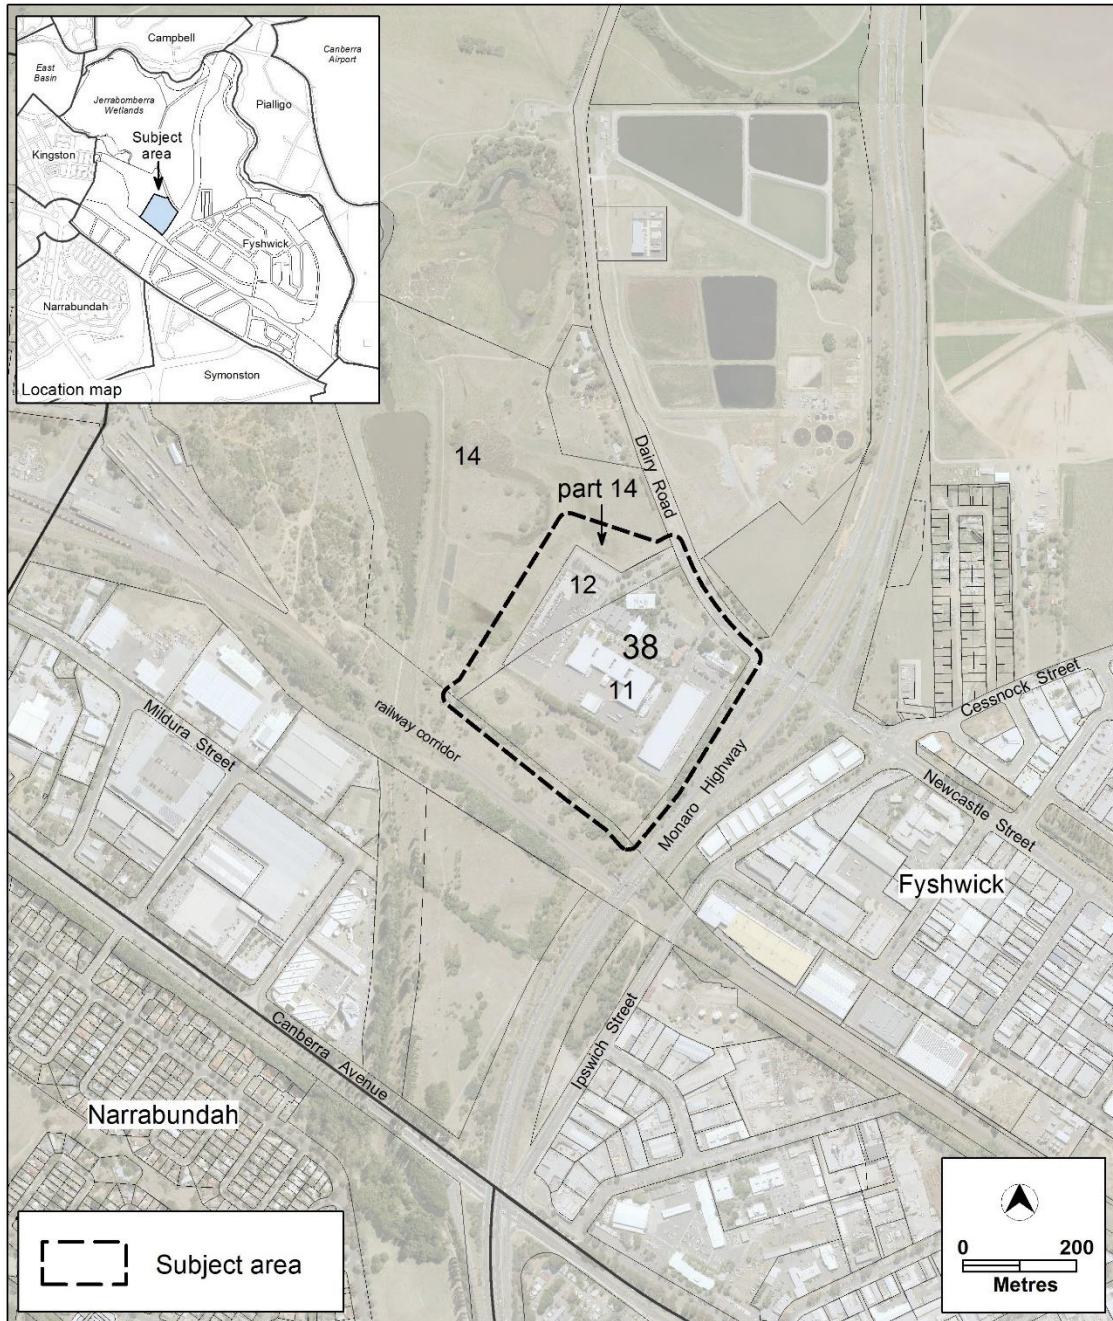 Campbell
Canberra
Airport
East
Basin
Jerrabomberra
Wetlands
Pialligo
Subject
area
Kingston
Fyshwick
Narrabundah
Symonston
Location map
14
Dairy Road
part 14
12
38
11
Cessnock Street
Mildura Street
railway corridor
Monaro Highway
Newcastle Street
Fyshwick
Ipswich Street
Canberra Avenue
Narrabundah
Subject area
0 200
Metres